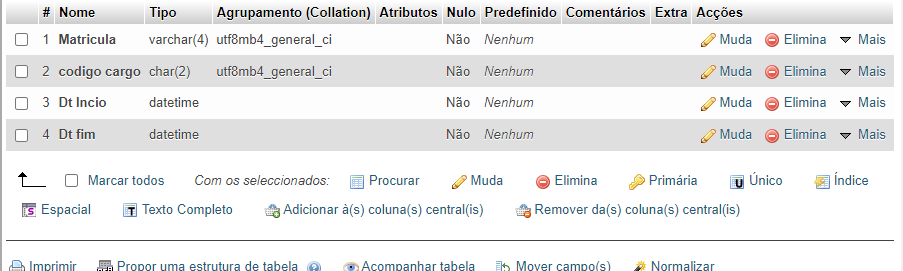 # Nome Tipo Agrupamento (Collation) Atributos Nulo Predefinido Comentários Extra Acções
1 Matricula varchar(4) utf8mb4_general_ci Não Nenhum Muda Elimina Mais
2 codigo cargo char(2) utf8mb4_general_ci Não Nenhum Muda Elimina Mais
3 Dt Incio datetime Não Nenhum Muda Elimina Mais
4 Dt fim datetime Não Nenhum Muda Elimina Mais
Marcar todos Com os seleccionados: Procurar Muda Elimina Primária Único Índice
Espacial Texto Completo Adicionar à(s) coluna(s) central(is) Remover da(s) coluna(s) central(is)
Imprimir Propor uma estrutura de tabela Acompanhar tabela Mover campo(s) Normalizar